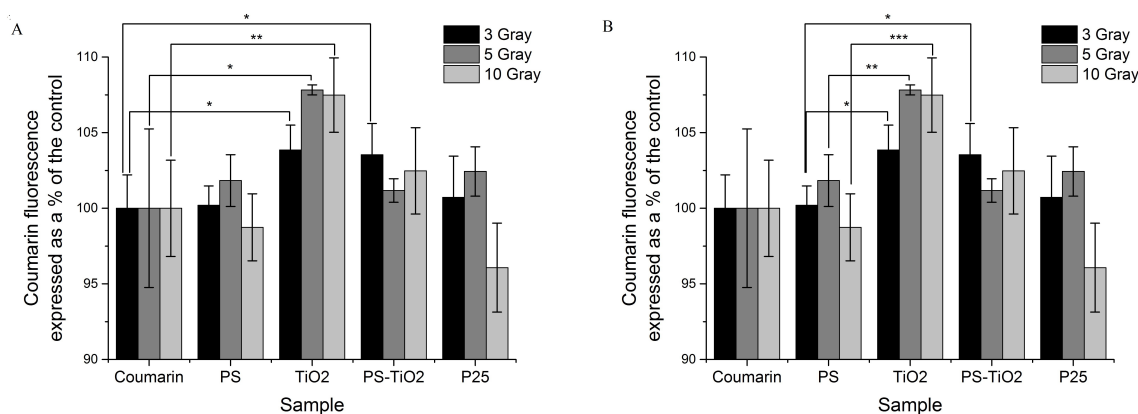 A
*
**
*
*
3 Gray
5 Gray
10 Gray
110
105
100
95
90
Coumarin fluorescence
expressed as a % of the control
Coumarin PS TiO2 PS-TiO2 P25
Sample
B
*
***
**
*
3 Gray
5 Gray
10 Gray
110
105
100
95
90
Coumarin fluorescence
expressed as a % of the control
Coumarin PS TiO2 PS-TiO2 P25
Sample